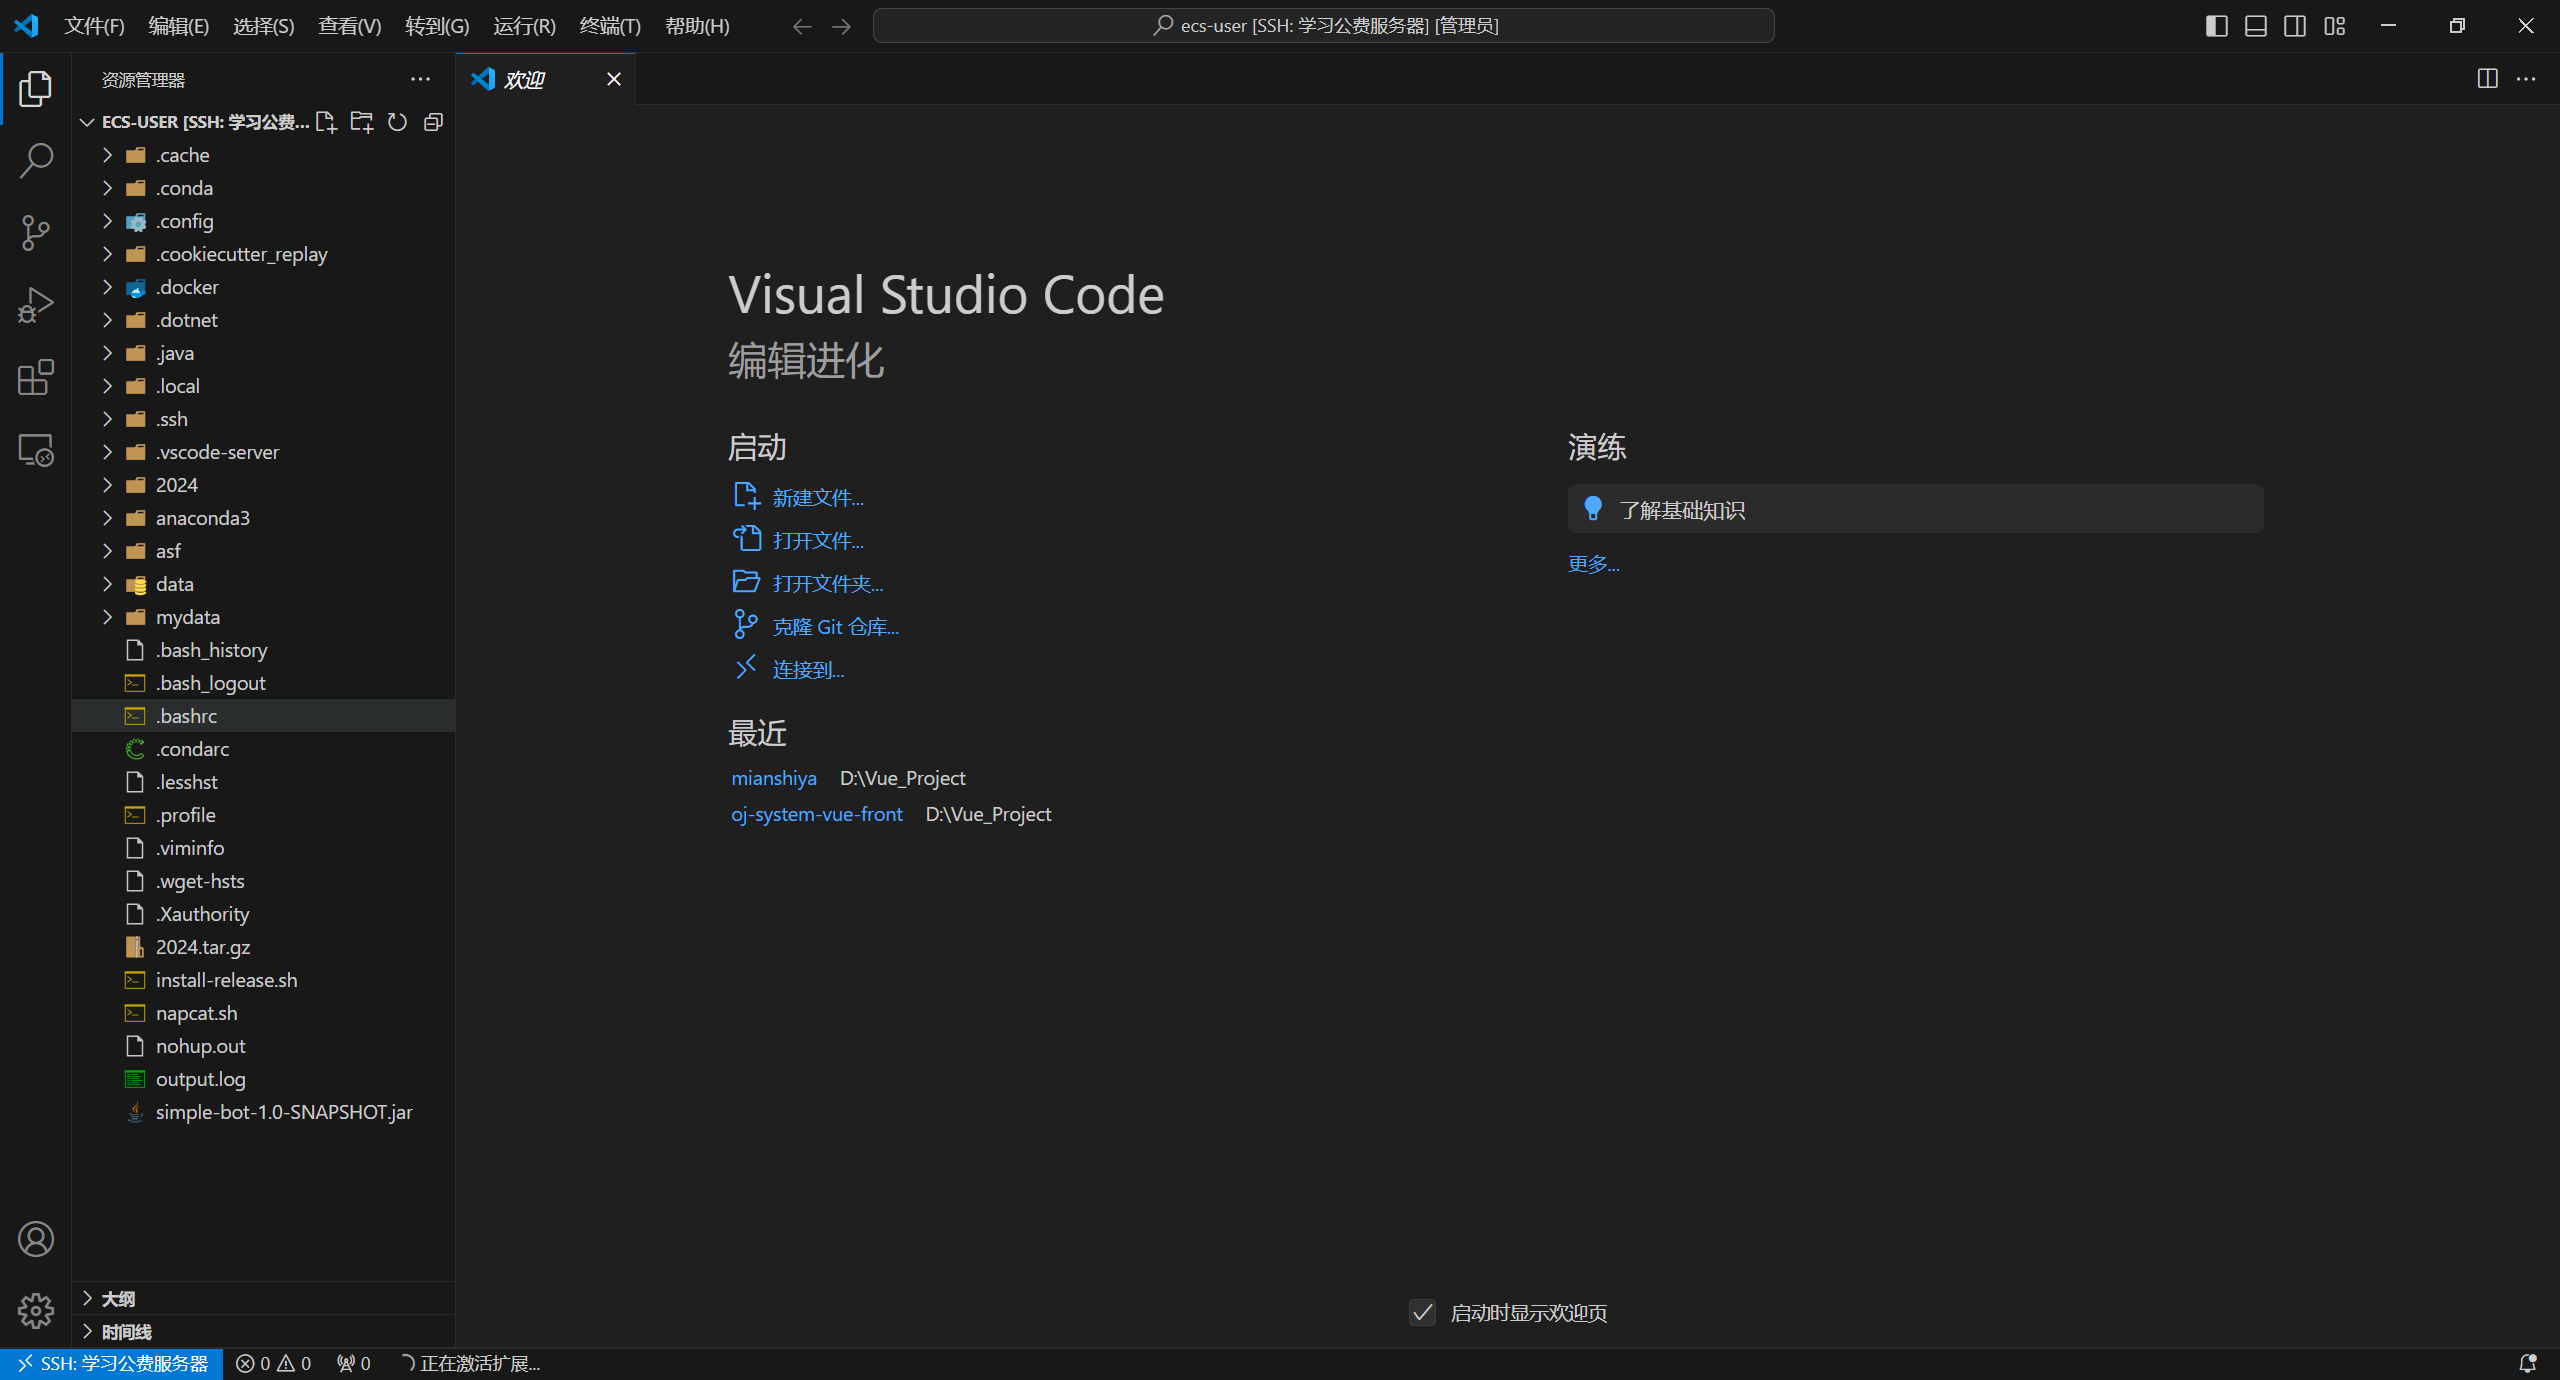 文件(F) 编辑(E) 选择(S) 查看(V) 转到(G) 运行(R) 终端(T) 帮助(H)
ecs-user [SSH: 学习公费服务器] [管理员]
资源管理器
欢迎
ECS-USER [SSH: 学习公费...
.cache
.conda
.config
.cookiecutter_replay
.docker
.dotnet
.java
.local
.ssh
.vscode-server
2024
anaconda3
asf
data
mydata
.bash_history
.bash_logout
.bashrc
.condarc
.lesshst
.profile
.viminfo
.wget-hsts
.Xauthority
2024.tar.gz
install-release.sh
napcat.sh
nohup.out
output.log
simple-bot-1.0-SNAPSHOT.jar
大纲
时间线
Visual Studio Code
编辑进化
启动
新建文件...
打开文件...
打开文件夹...
克隆 Git 仓库...
连接到...
最近
mianshiya D:\Vue_Project
oj-system-vue-front D:\Vue_Project
演练
了解基础知识
更多...
启动时显示欢迎页
SSH: 学习公费服务器 0 0 0 正在激活扩展...